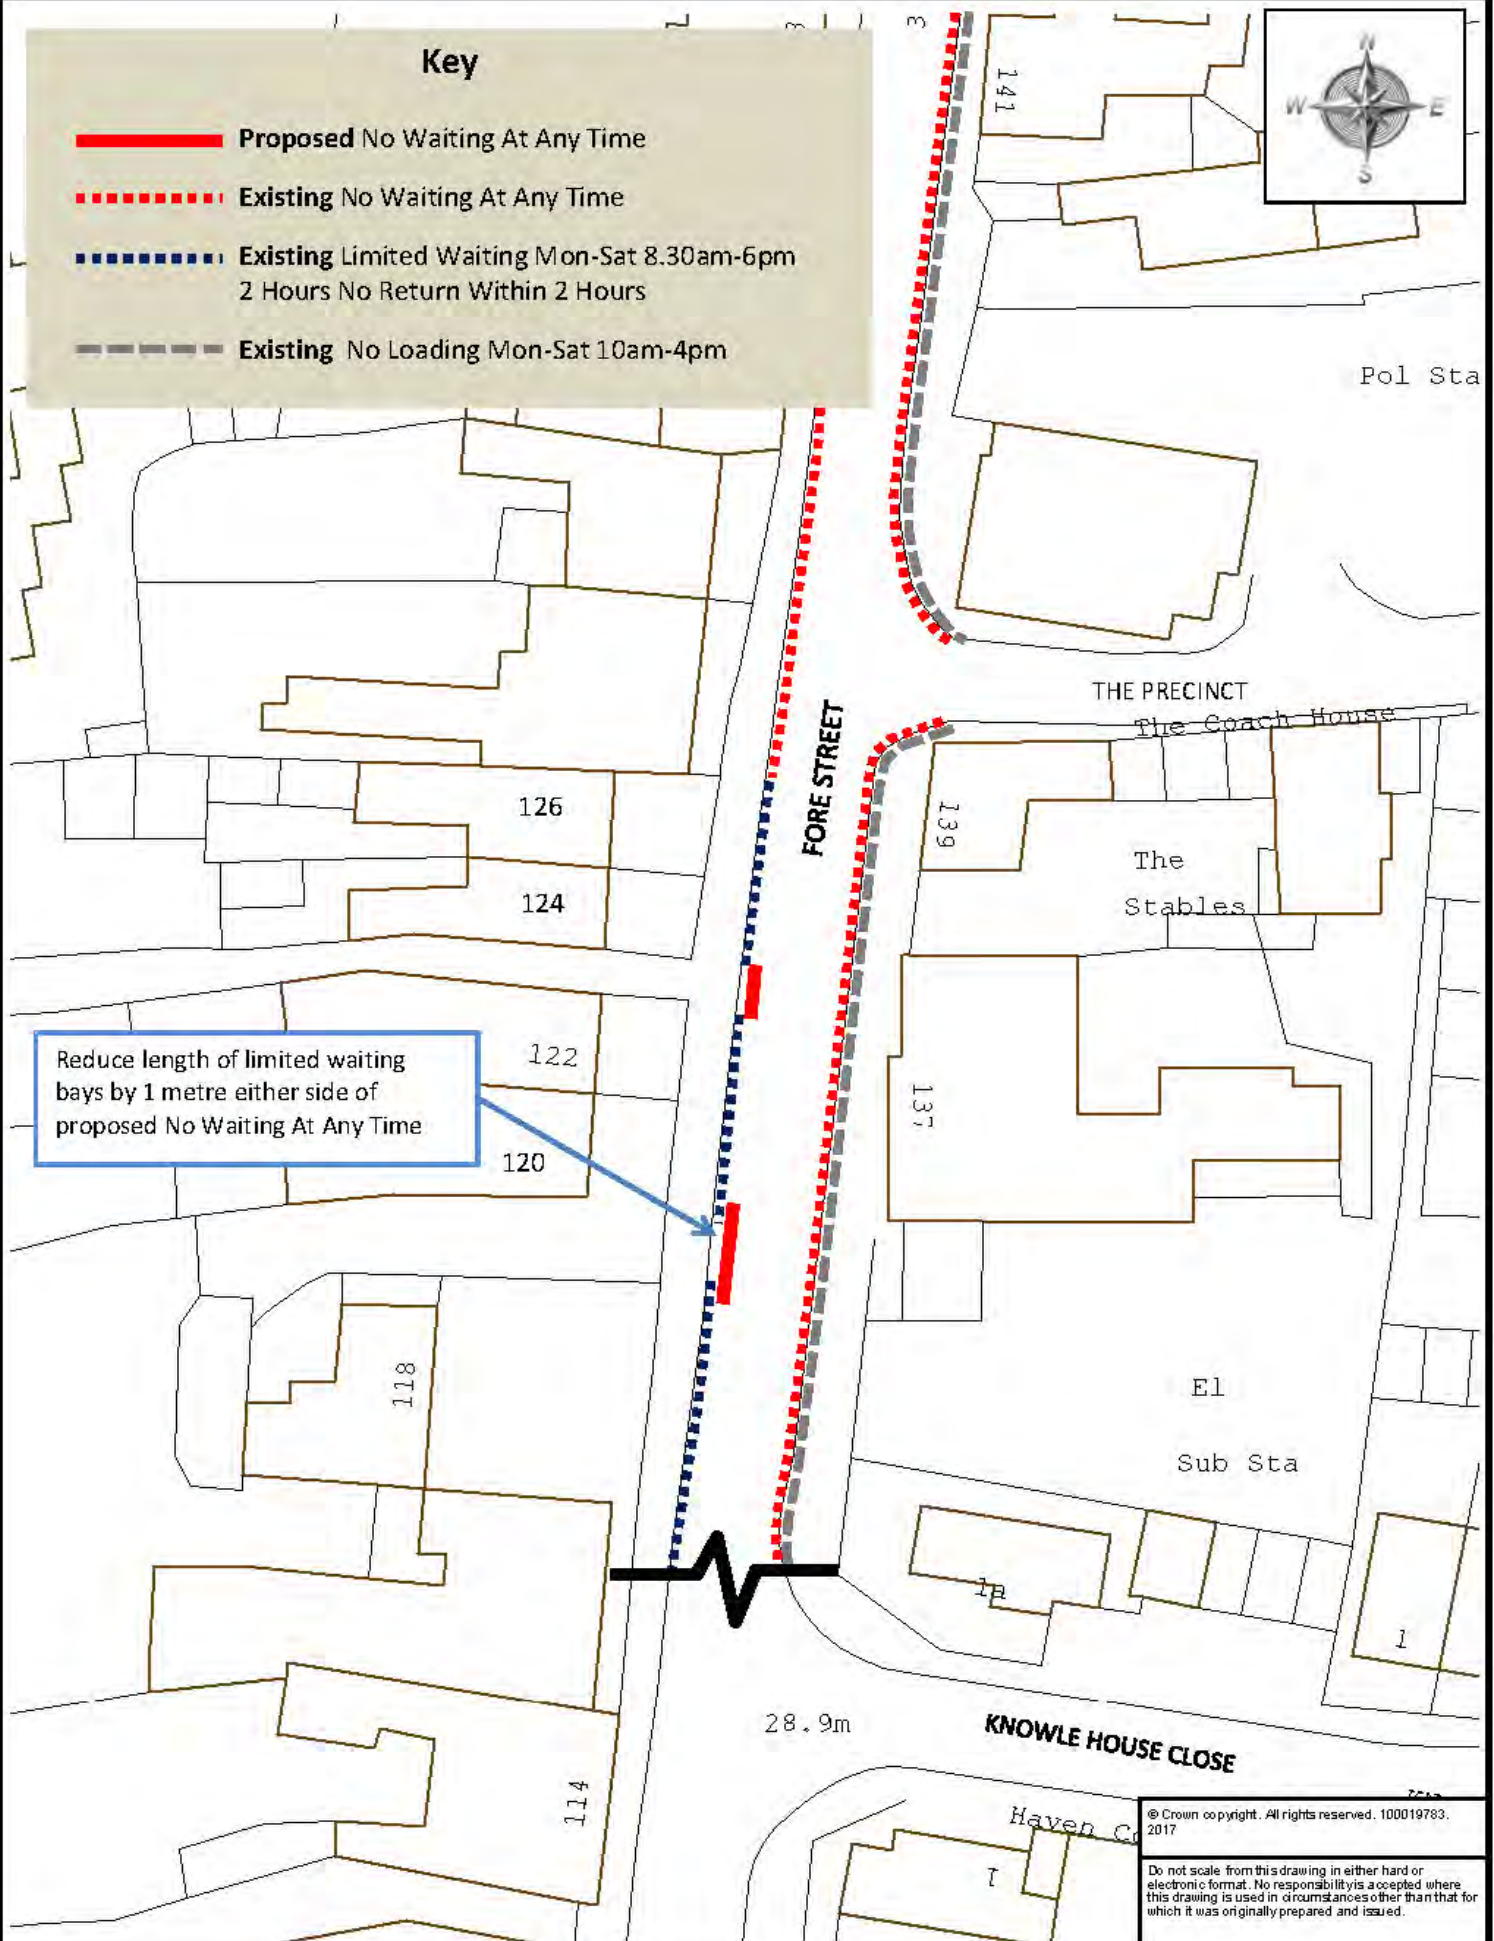 Key
Proposed No Waiting At Any Time
Existing No Waiting At Any Time
Existing Limited Waiting Mon-Sat 8.30am-6pm
2 Hours No Return Within 2 Hours
Existing No Loading Mon-Sat 10am-4pm
N
W
E
S
141
Pol Sta
THE PRECINCT
The Coach House
FORE STREET
126
139
The
Stables
124
122
Reduce length of limited waiting
bays by 1 metre either side of
proposed No Waiting At Any Time
137
120
118
El
Sub Sta
1a
1
28.9m
KNOWLE HOUSE CLOSE
114
Haven
1
© Crown copyright. All rights reserved. 100019783.
2017
Do not scale from this drawing in either hard or
electronic format. No responsibility is accepted where
this drawing is used in circumstances other than that for
which it was originally prepared and issued.